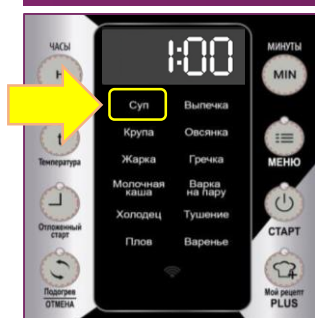 ЧАСЫ
1:00
МИНУТЫ
H
MIN
Суп
Выпечка
Крупа
Овсянка
t
Температура
МЕНЮ
Жарка
Гречка
Молочная
каша
Варка
на пару
Холодец
Тушение
Отложенный
старт
СТАРТ
Плов
Варенье
Подогрев
ОТМЕНА
Мой рецепт
PLUS